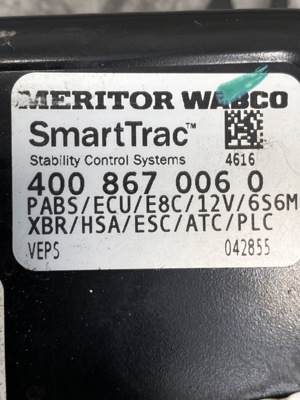 MERITOR WABCO
SmartTrac™
Stability Control Systems 4616
400 867 006 0
PABS/ECU/E8C/12V/6S6M
XBR/HSA/ESC/ATC/PLC
VEPS 042855